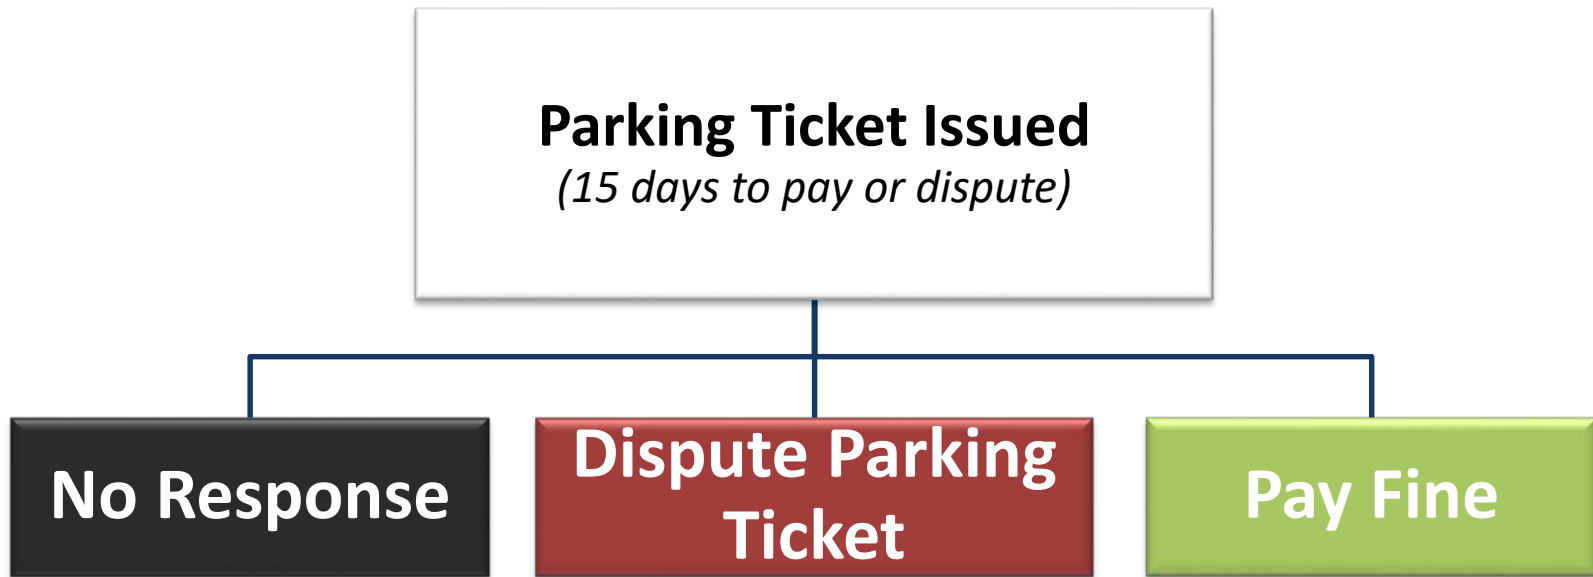 Parking Ticket Issued
(15 days to pay or dispute)
No Response
Dispute Parking
Ticket
Pay Fine